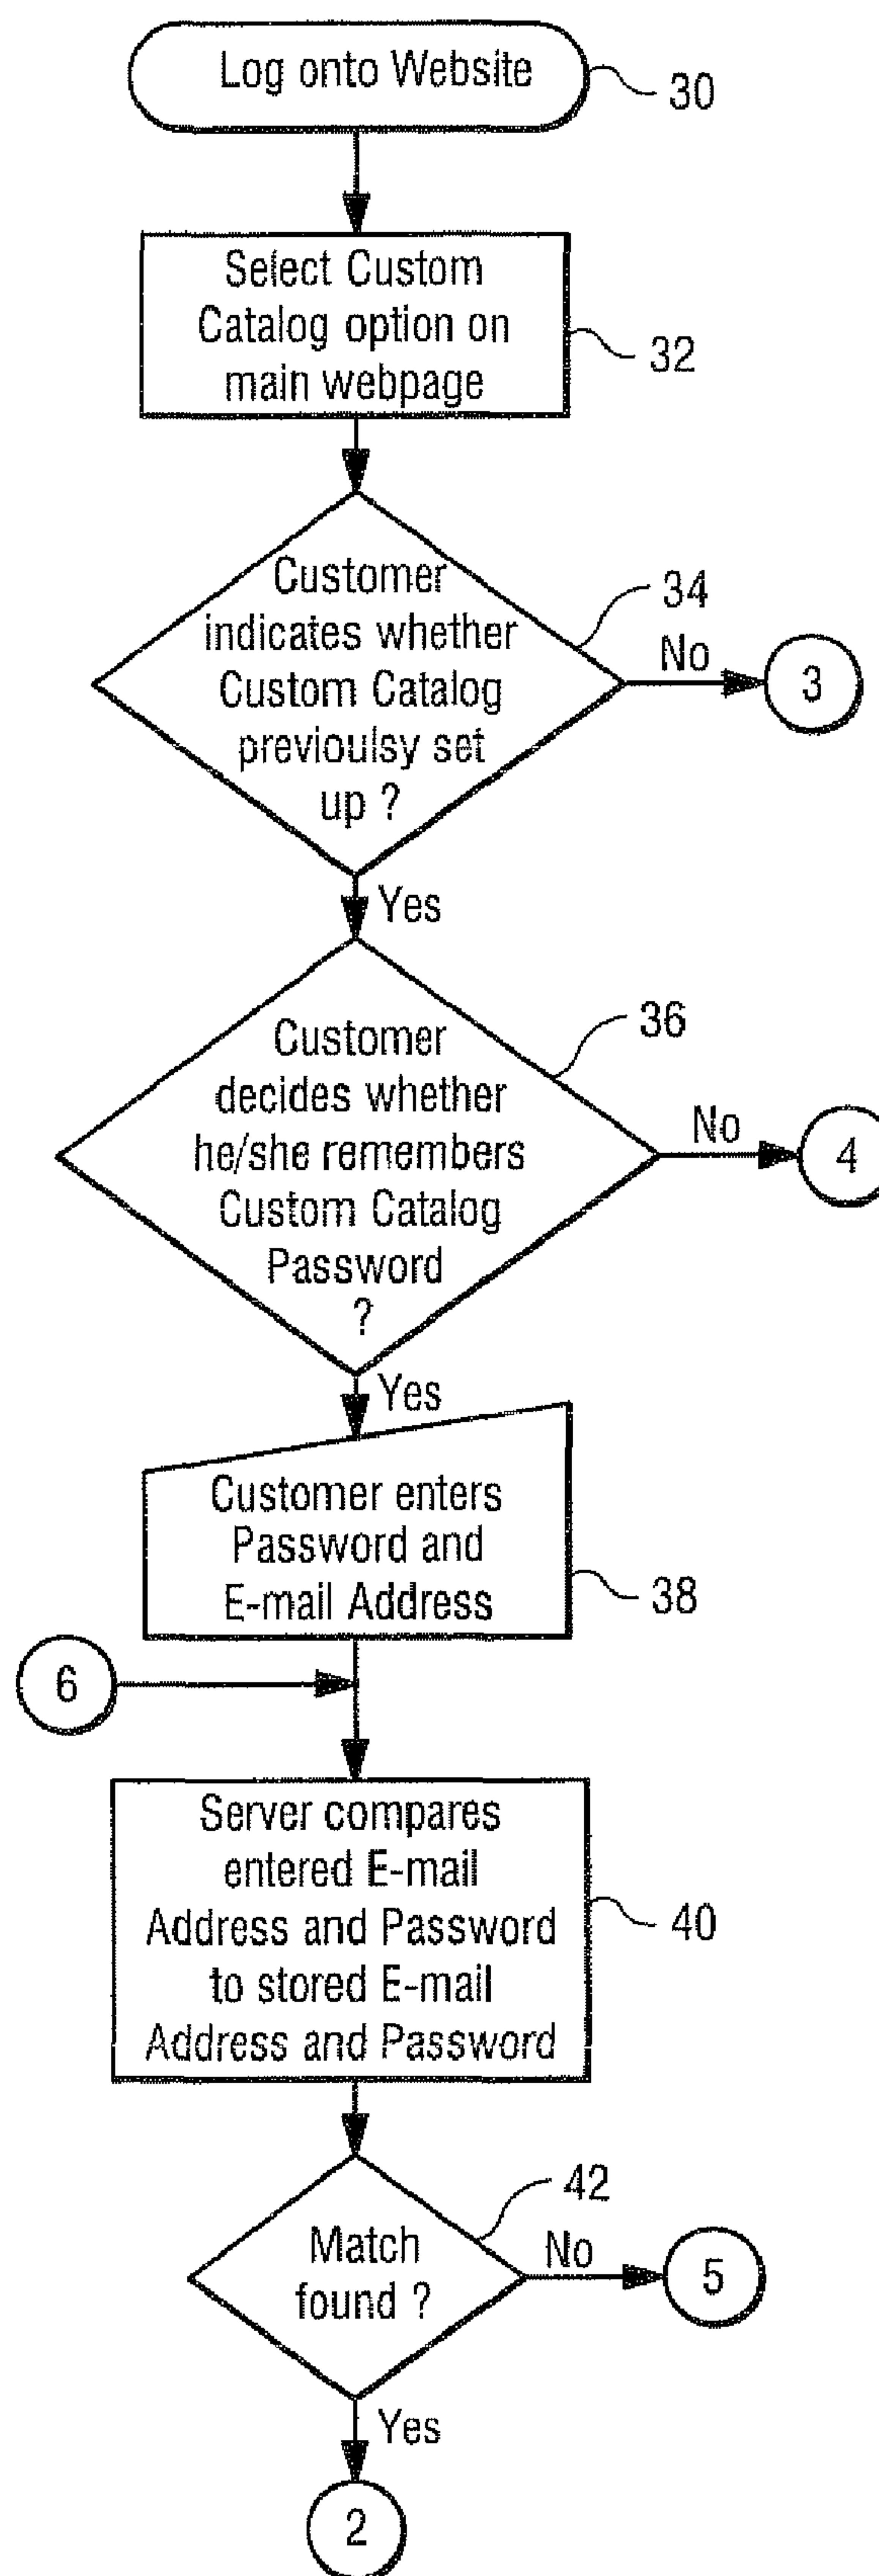 Log onto Website
30
Select Custom
Catalog option on
main webpage
32
Customer
indicates whether
Custom Catalog
previoulsy set
up ?
34
No
3
Yes
Customer
decides whether
he/she remembers
Custom Catalog
Password
?
36
No
4
Yes
Customer enters
Password and
E-mail Address
38
6
Server compares
entered E-mail
Address and Password
to stored E-mail
Address and Password
40
Match
found ?
42
No
5
Yes
2